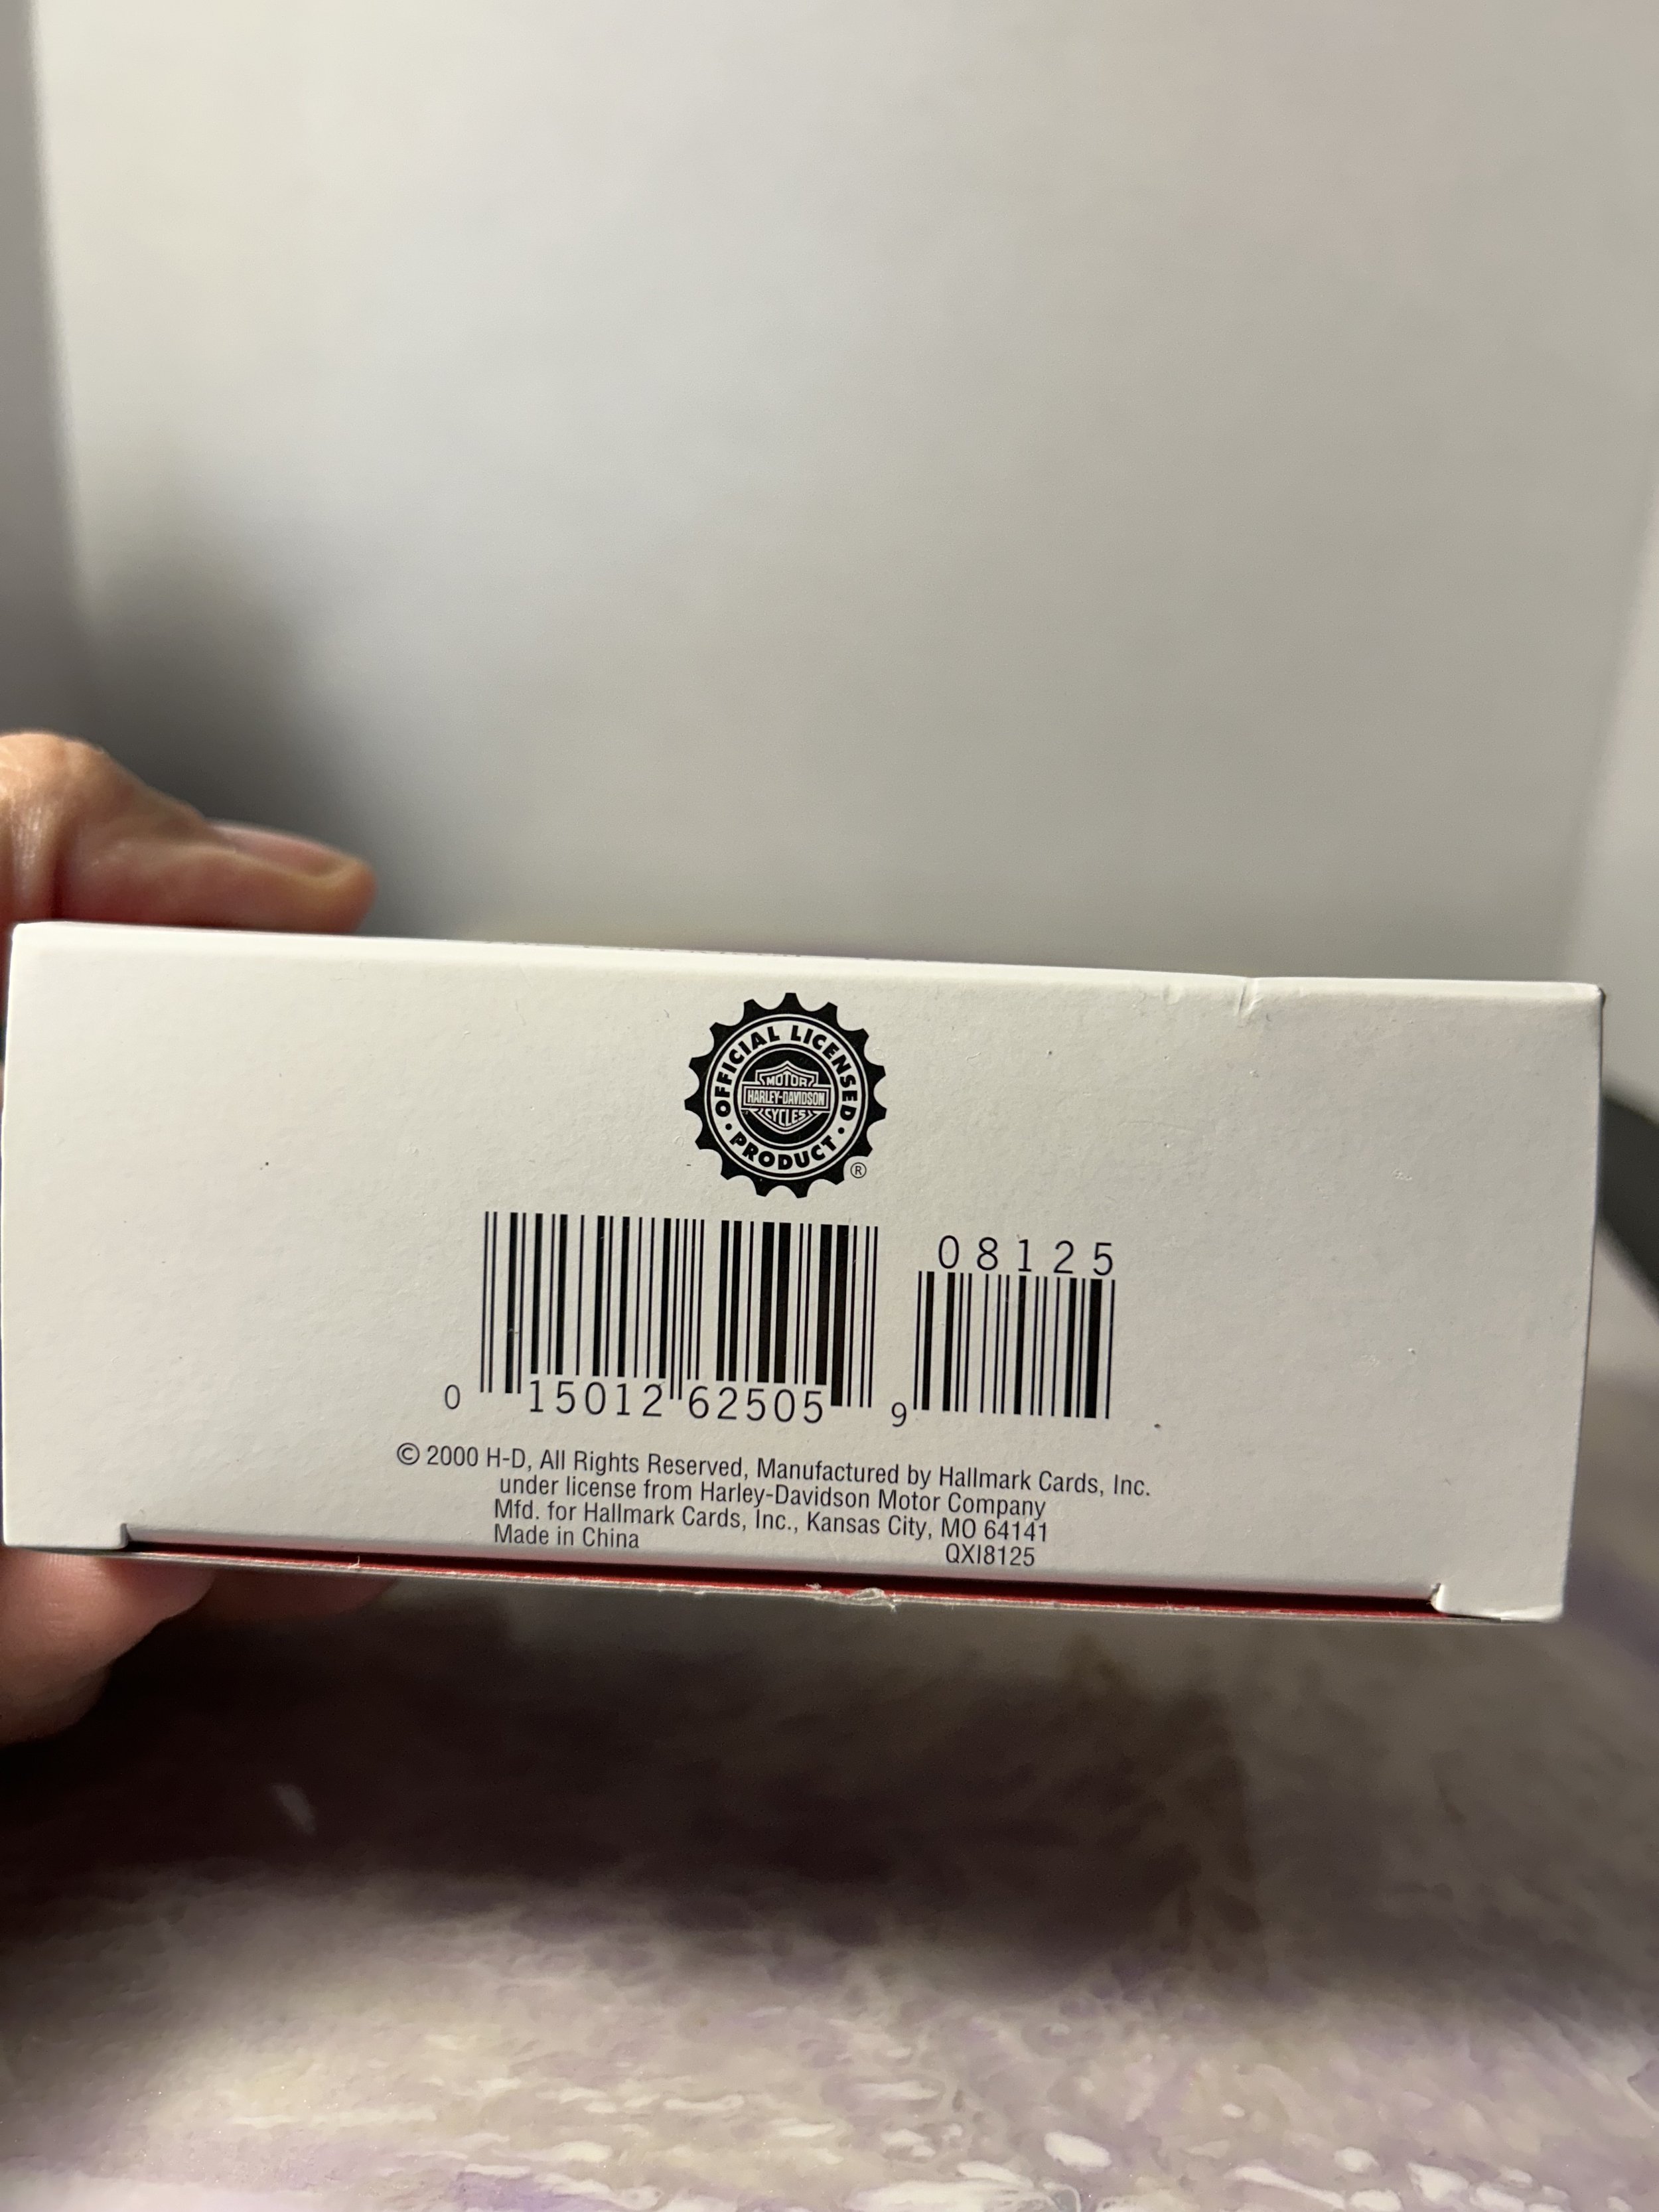 OFFICIAL LICENSED
MOTOR
HARLEY-DAVIDSON
CYCLES
• PRODUCT •
®
08125
0 15012 62505 9
© 2000 H-D, All Rights Reserved, Manufactured by Hallmark Cards, Inc.
under license from Harley-Davidson Motor Company
Mfd. for Hallmark Cards, Inc., Kansas City, MO 64141
Made in China QXI8125